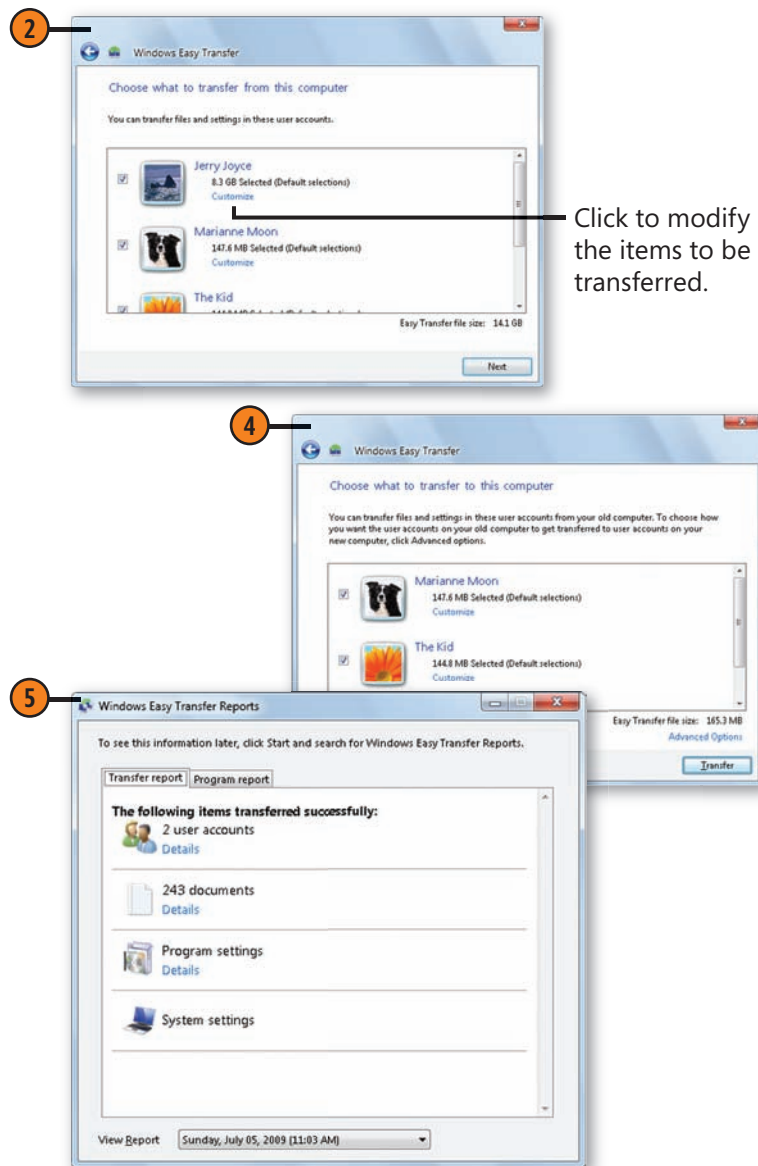 2
Windows Easy Transfer
Choose what to transfer from this computer
You can transfer files and settings in these user accounts.
Jerry Joyce
8.3 GB Selected (Default selections)
Customize
Marianne Moon
147.6 MB Selected (Default selections)
Customize
The Kid
Easy Transfer file size: 14.1 GB
Next
Click to modify
the items to be
transferred.
4
Windows Easy Transfer
Choose what to transfer to this computer
You can transfer files and settings in these user accounts from your old computer. To choose how
you want the user accounts on your old computer to get transferred to user accounts on your
new computer, click Advanced options.
Marianne Moon
147.6 MB Selected (Default selections)
Customize
The Kid
144.8 MB Selected (Default selections)
Customize
Easy Transfer file size: 165.3 MB
Advanced Options
Transfer
5
Windows Easy Transfer Reports
To see this information later, click Start and search for Windows Easy Transfer Reports.
Transfer report Program report
The following items transferred successfully:
2 user accounts
Details
243 documents
Details
Program settings
Details
System settings
View Report Sunday, July 05, 2009 (11:03 AM)